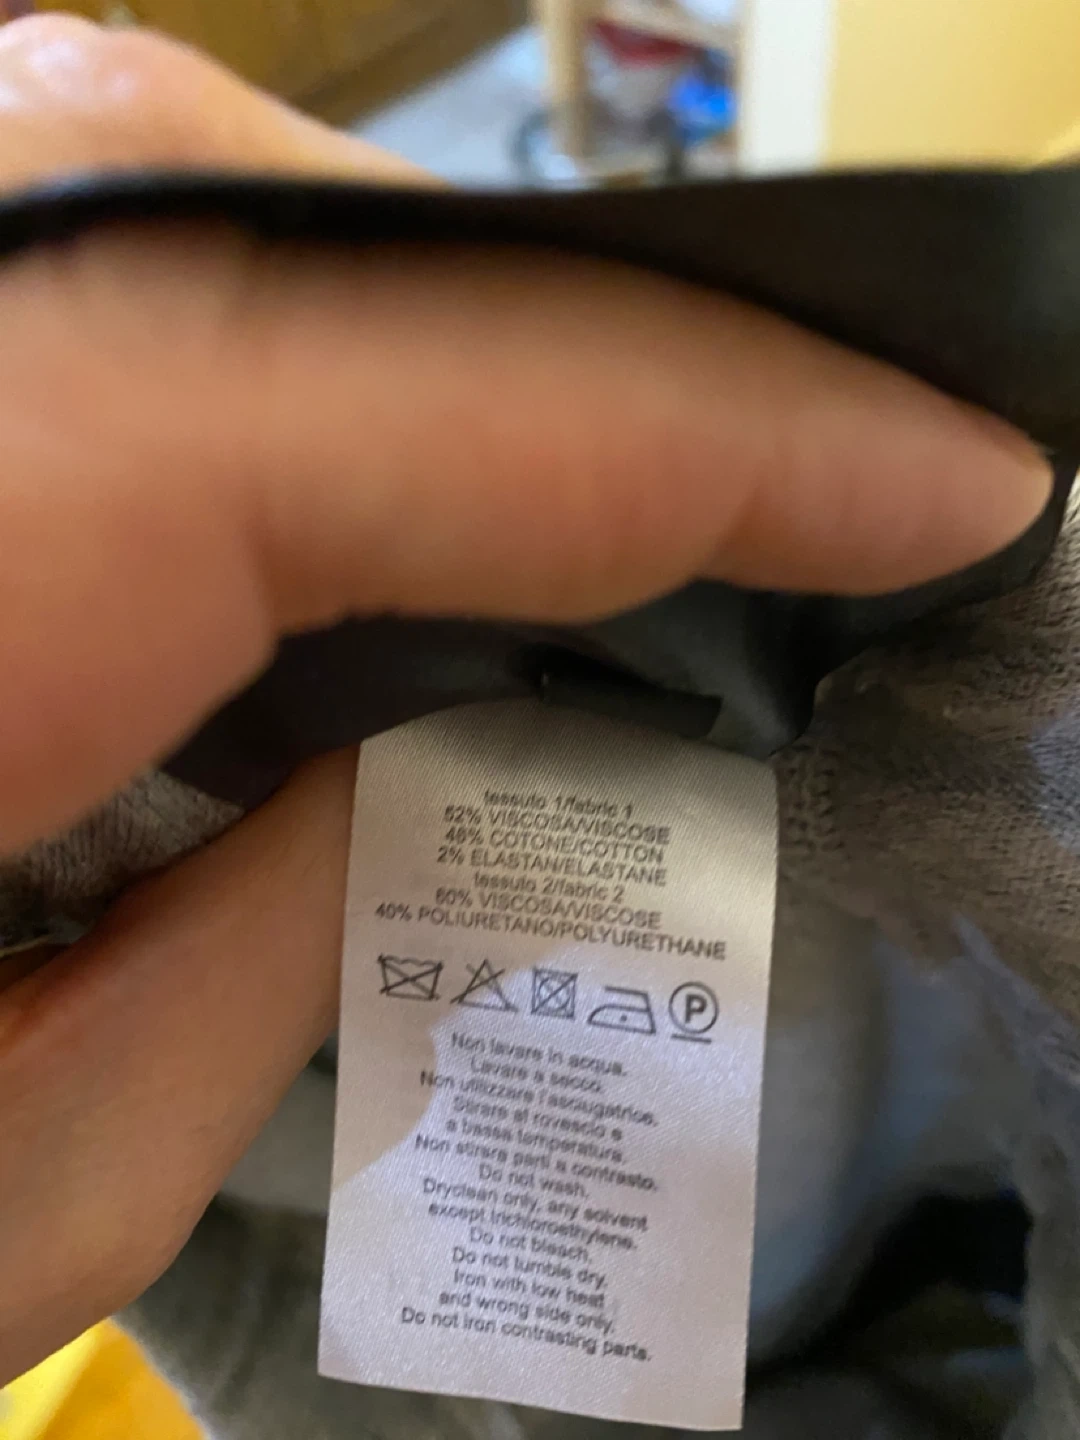 tessuto 1/fabric 1
52% VISCOSA/VISCOSE
46% COTONE/COTTON
2% ELASTAN/ELASTANE
tessuto 2/fabric 2
60% VISCOSA/VISCOSE
40% POLIURETANO/POLYURETHANE
P
Non lavare in acqua.
Lavare a secco.
Non utilizzare l'asciugatrice.
Stirare al rovescio e
a bassa temperatura.
Non stirare parti a contrasto.
Do not wash.
Dryclean only, any solvent
except trichloroethylene.
Do not bleach.
Do not tumble dry.
Iron with low heat
and wrong side only.
Do not iron contrasting parts.